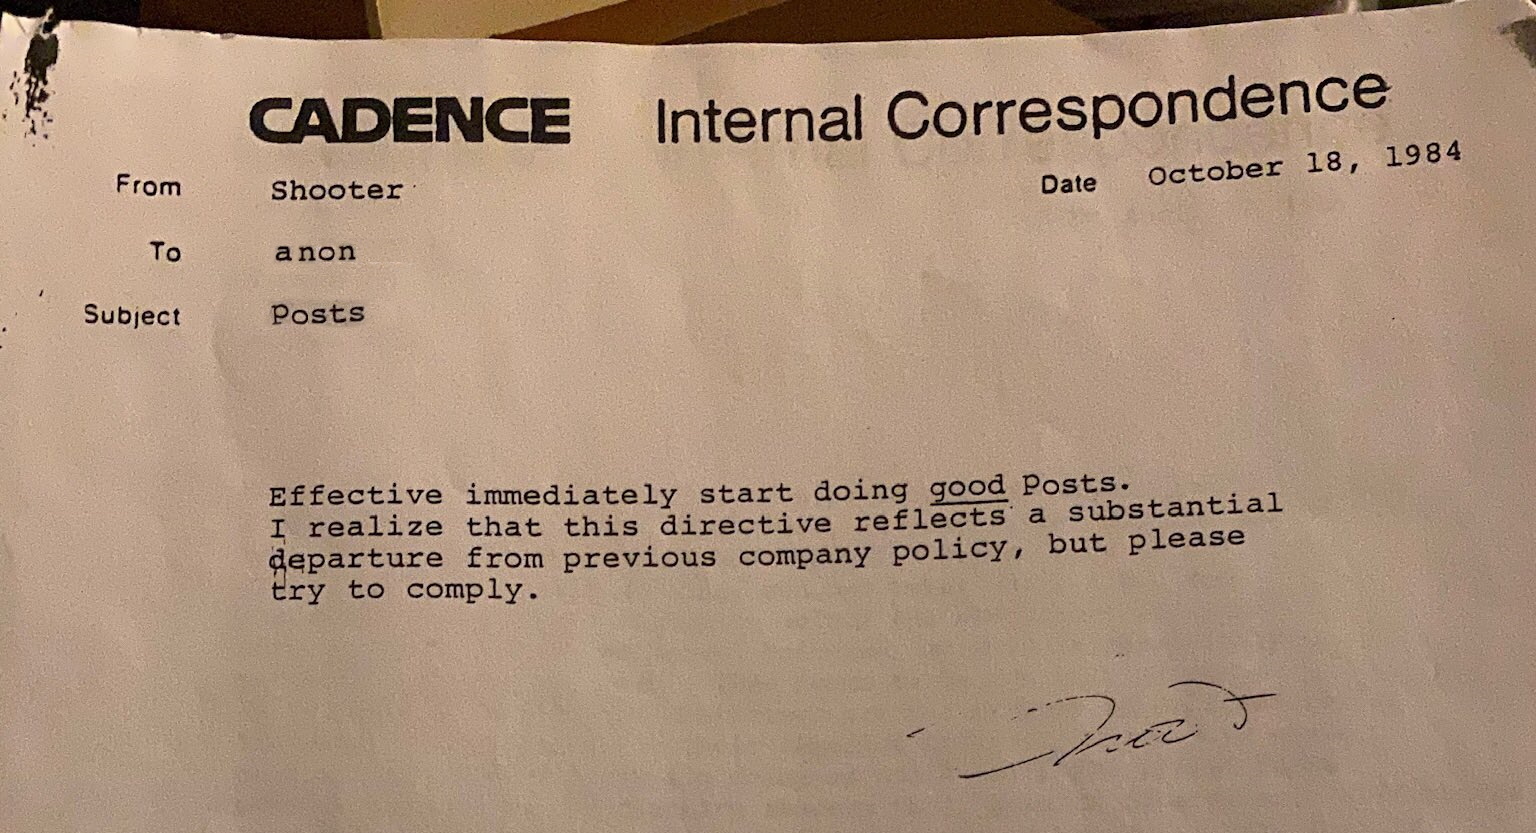 CADENCE Internal Correspondence
From Shooter Date October 18, 1984
To anon
Subject Posts
Effective immediately start doing good Posts.
I realize that this directive reflects a substantial
departure from previous company policy, but please
try to comply.